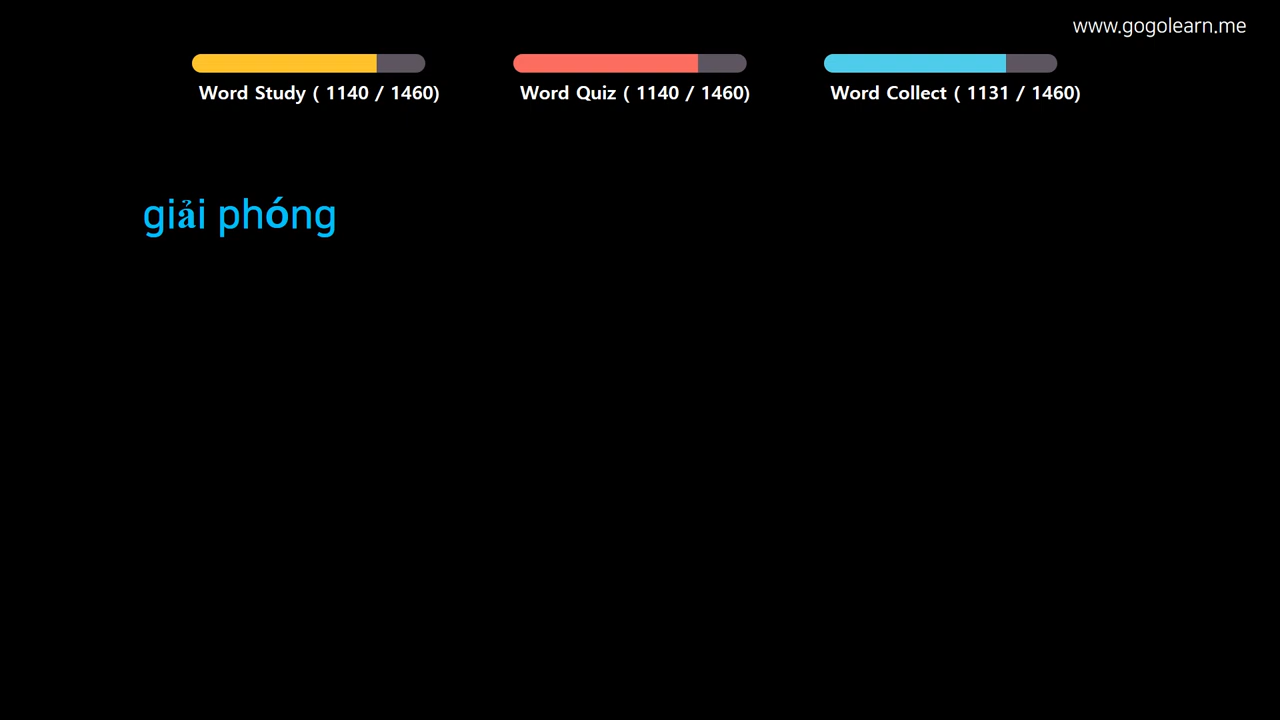 www.gogolearn.me
Word Study ( 1140 / 1460)
Word Quiz ( 1140 / 1460)
Word Collect ( 1131 / 1460)
giải phóng